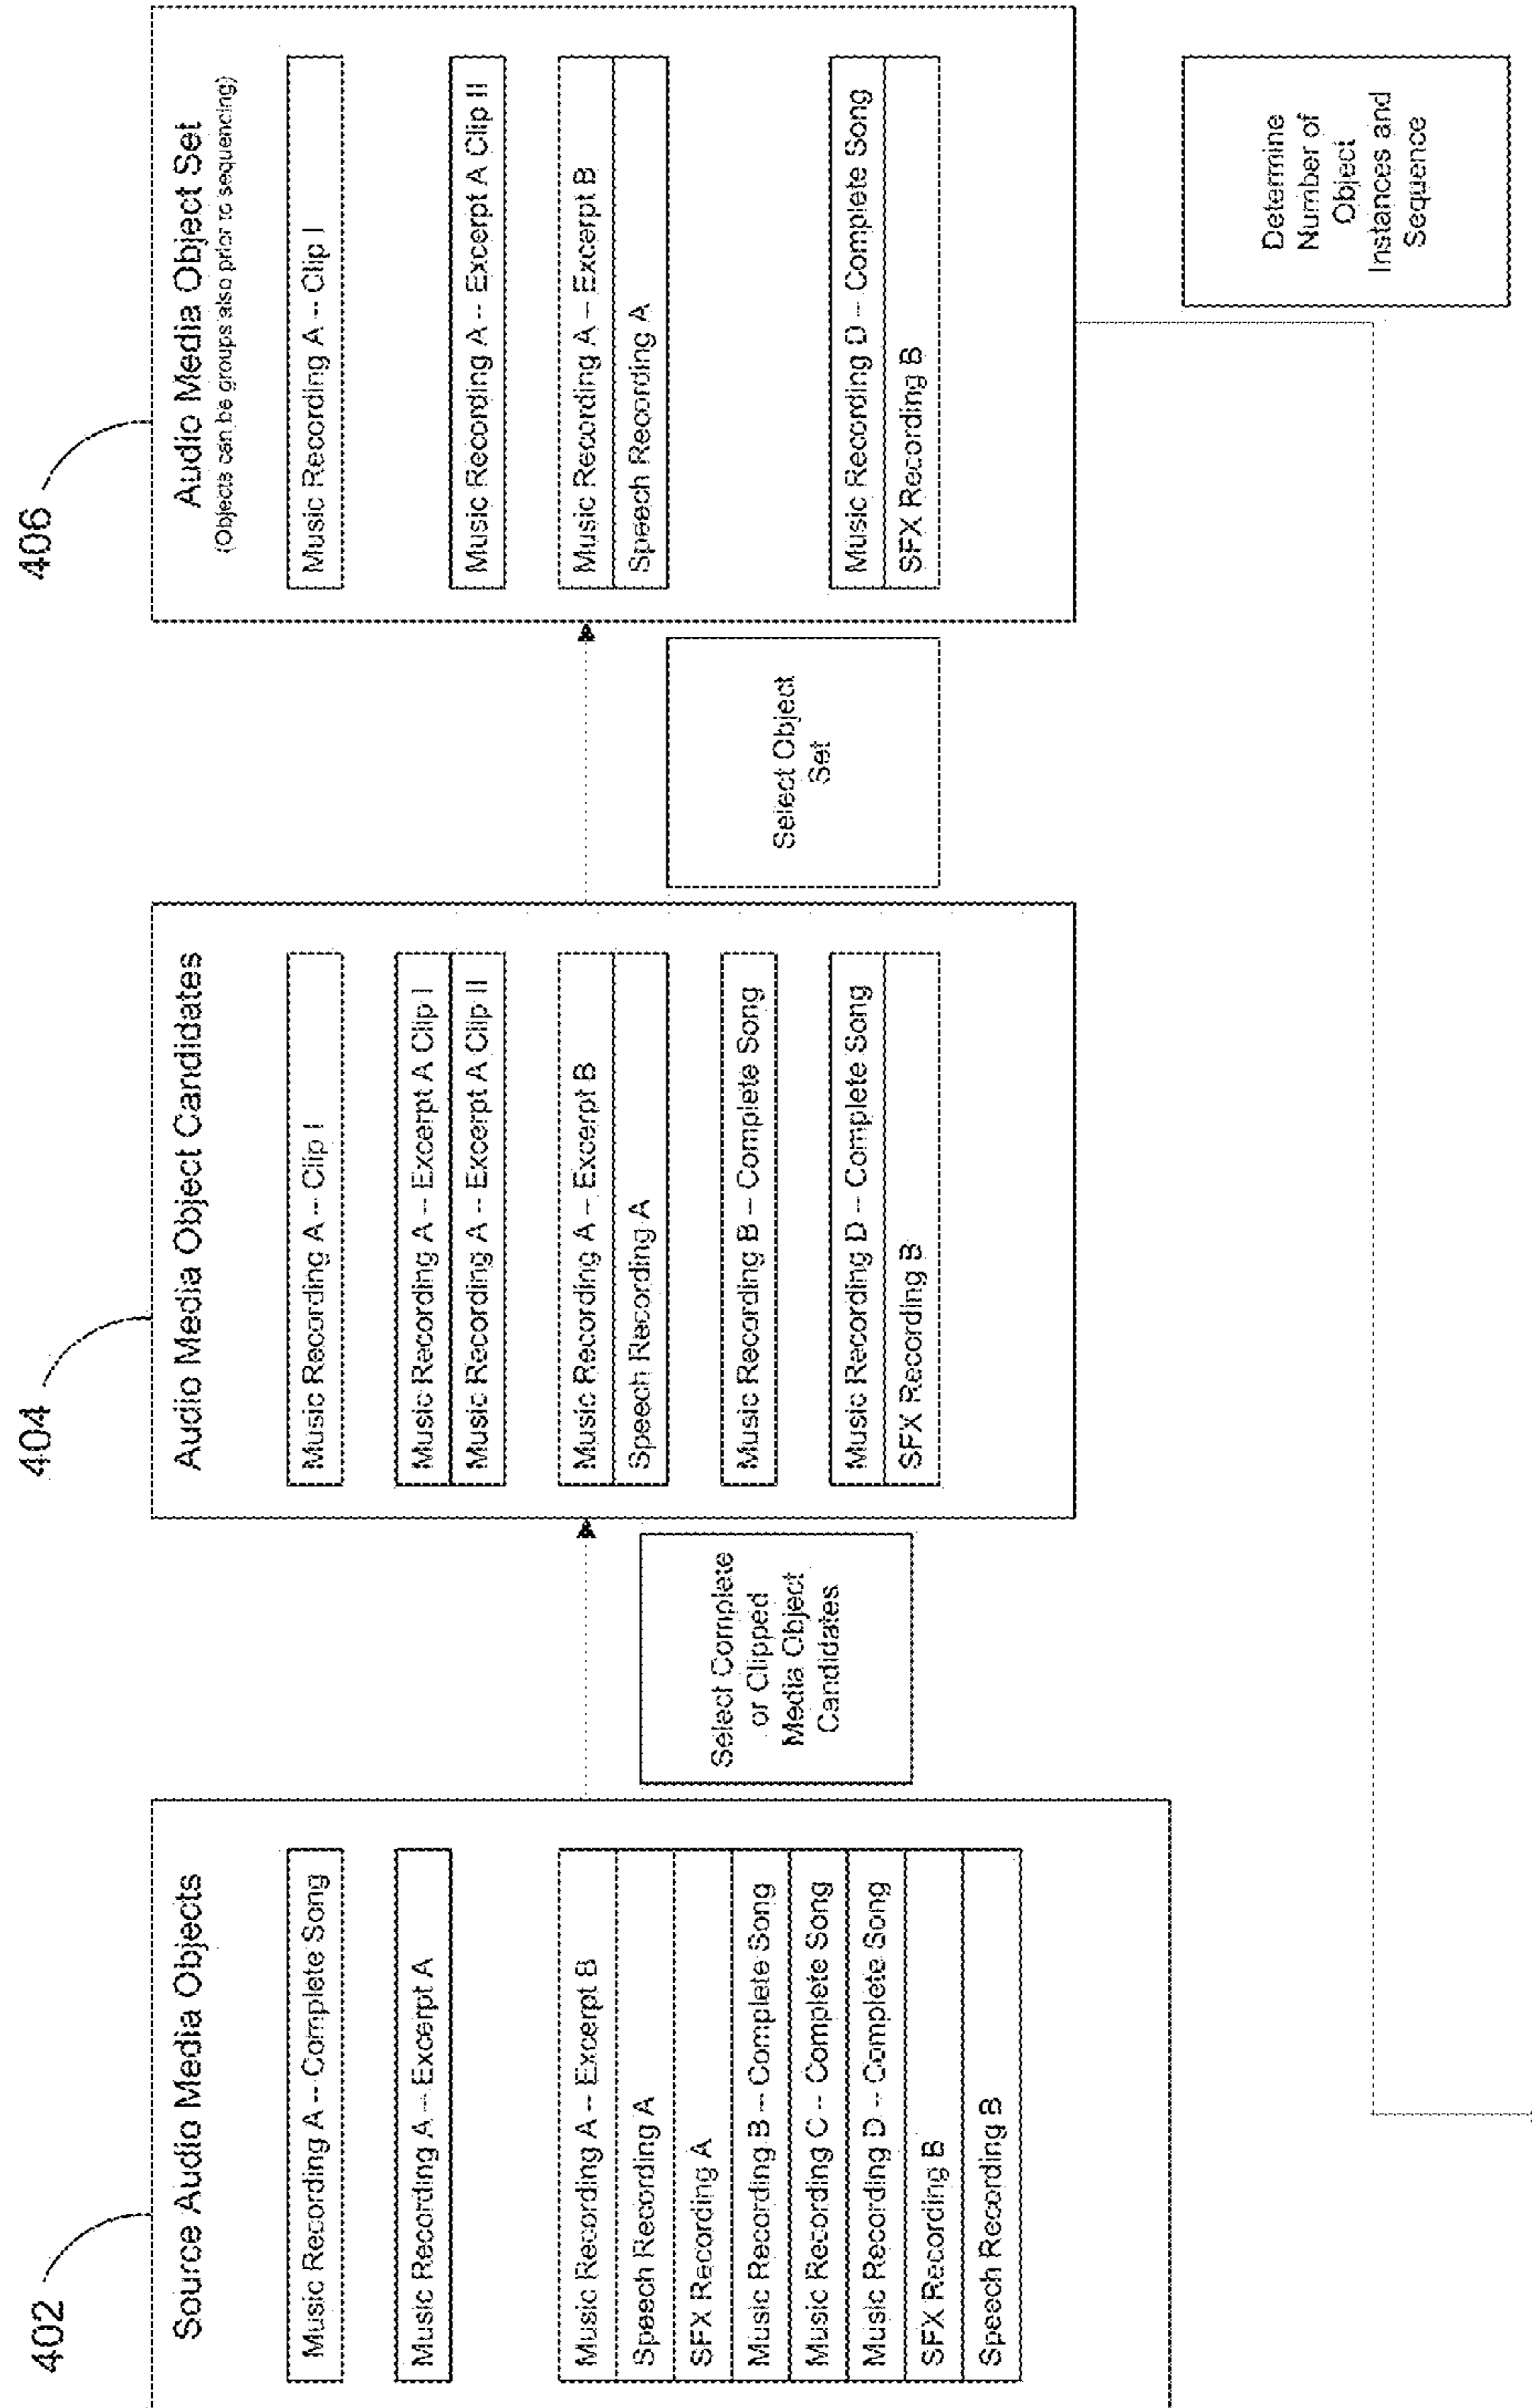 402
Source Audio Media Objects
Music Recording A -- Complete Song
Music Recording A -- Excerpt A
Music Recording A -- Excerpt B
Speech Recording A
SFX Recording A
Music Recording B -- Complete Song
Music Recording C -- Complete Song
Music Recording D -- Complete Song
SFX Recording B
Speech Recording B
Select Complete
or Clipped
Media Object
Candidates
404
Audio Media Object Candidates
Music Recording A -- Clip I
Music Recording A -- Excerpt A Clip I
Music Recording A -- Excerpt A Clip II
Music Recording A -- Excerpt B
Speech Recording A
Music Recording B -- Complete Song
Music Recording D -- Complete Song
SFX Recording B
Select Object
Set
406
Audio Media Object Set
(Objects can be groups also prior to sequencing)
Music Recording A -- Clip I
Music Recording A -- Excerpt A Clip II
Music Recording A -- Excerpt B
Speech Recording A
Music Recording D -- Complete Song
SFX Recording B
Determine
Number of
Object
Instances and
Sequence